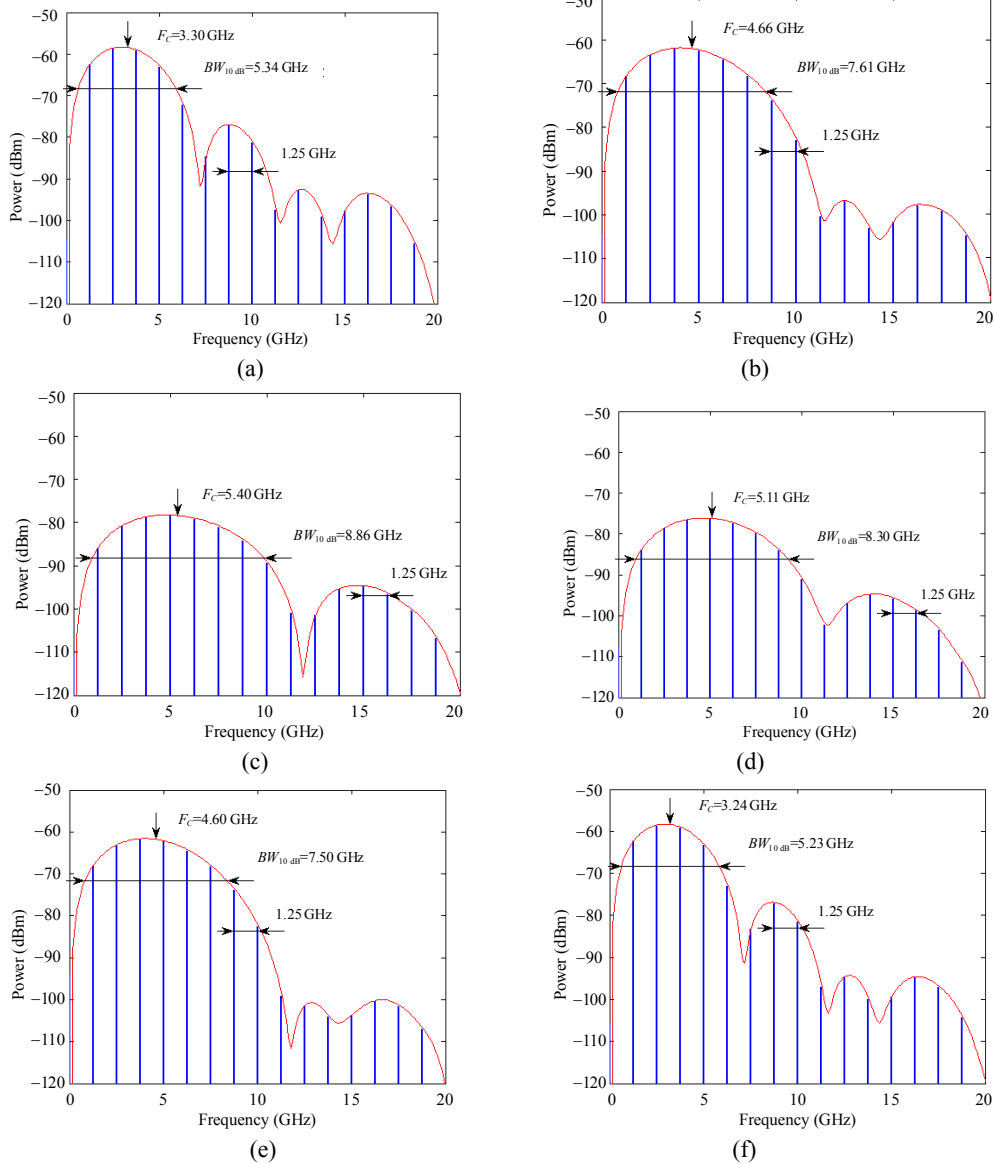 −50
−60
−70
−80
−90
−100
−110
−120
Power (dBm)
F_C=3.30 GHz
BW_10 dB=5.34 GHz
1.25 GHz
0 5 10 15 20
Frequency (GHz)
(a)
−50
−60
−70
−80
−90
−100
−110
−120
Power (dBm)
F_C=4.66 GHz
BW_10 dB=7.61 GHz
1.25 GHz
0 5 10 15 20
Frequency (GHz)
(b)
−50
−60
−70
−80
−90
−100
−110
−120
Power (dBm)
F_C=5.40 GHz
BW_10 dB=8.86 GHz
1.25 GHz
0 5 10 15 20
Frequency (GHz)
(c)
−50
−60
−70
−80
−90
−100
−110
−120
Power (dBm)
F_C=5.11 GHz
BW_10 dB=8.30 GHz
1.25 GHz
0 5 10 15 20
Frequency (GHz)
(d)
−50
−60
−70
−80
−90
−100
−110
−120
Power (dBm)
F_C=4.60 GHz
BW_10 dB=7.50 GHz
1.25 GHz
0 5 10 15 20
Frequency (GHz)
(e)
−50
−60
−70
−80
−90
−100
−110
−120
Power (dBm)
F_C=3.24 GHz
BW_10 dB=5.23 GHz
1.25 GHz
0 5 10 15 20
Frequency (GHz)
(f)